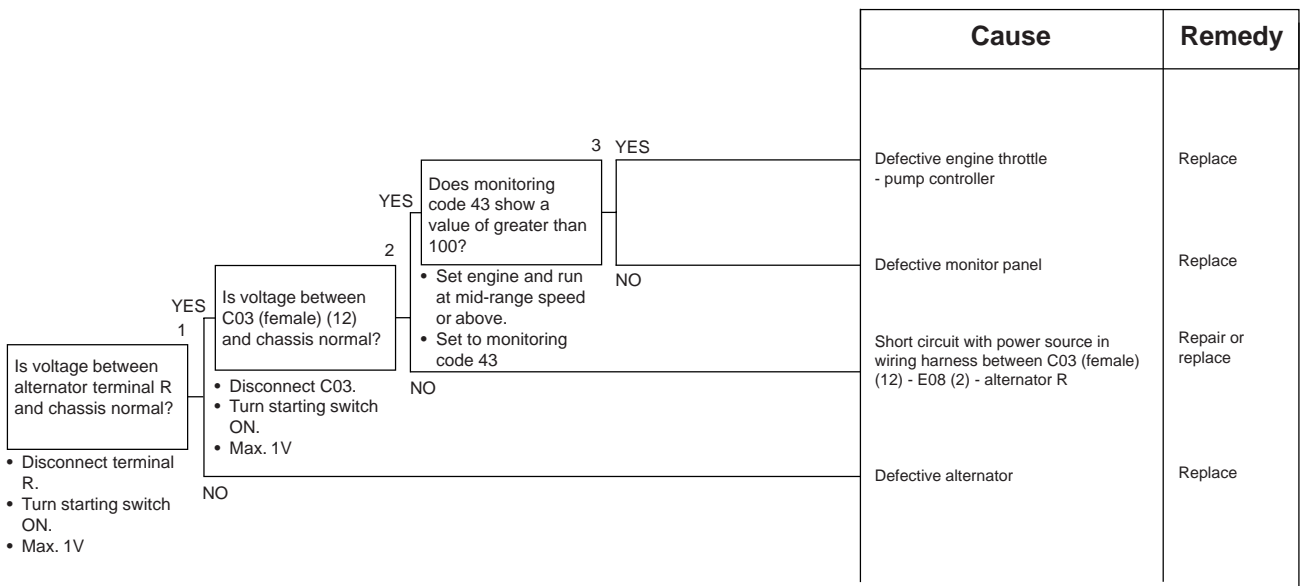 Cause
Remedy
3
YES
Does monitoring
code 43 show a
value of greater than
100?
Defective engine throttle
- pump controller
Replace
YES
2
• Set engine and run
at mid-range speed
or above.
• Set to monitoring
code 43
NO
Defective monitor panel
Replace
YES
1
Is voltage between
C03 (female) (12)
and chassis normal?
• Disconnect C03.
• Turn starting switch
ON.
• Max. 1V
NO
Short circuit with power source in
wiring harness between C03 (female)
(12) - E08 (2) - alternator R
Repair or
replace
Is voltage between
alternator terminal R
and chassis normal?
• Disconnect terminal
R.
• Turn starting switch
ON.
• Max. 1V
NO
Defective alternator
Replace